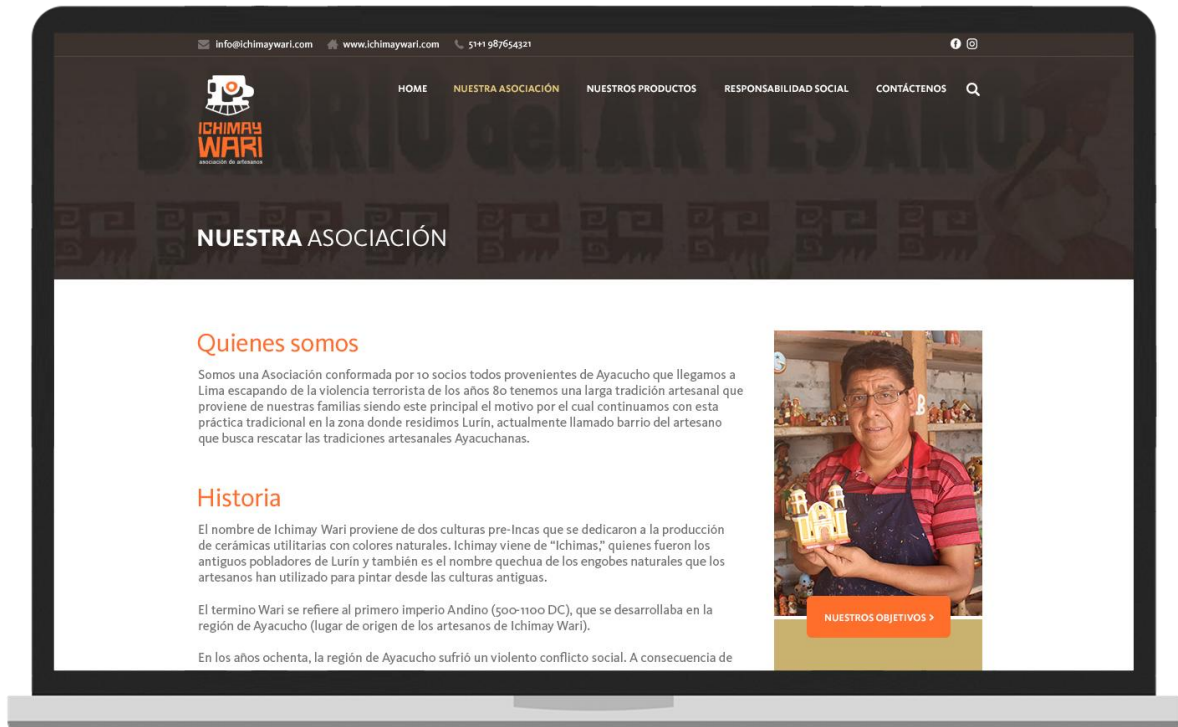 info@ichimaywari.com www.ichimaywari.com 51+1 987654321
ICHIMAY
WARI
asociación de artesanos
HOME NUESTRA ASOCIACIÓN NUESTROS PRODUCTOS RESPONSABILIDAD SOCIAL CONTÁCTENOS
BARRIO del ARTESANO
NUESTRA ASOCIACIÓN
Quienes somos
Somos una Asociación conformada por 10 socios todos provenientes de Ayacucho que llegamos a
Lima escapando de la violencia terrorista de los años 80 tenemos una larga tradición artesanal que
proviene de nuestras familias siendo este principal el motivo por el cual continuamos con esta
práctica tradicional en la zona donde residimos Lurín, actualmente llamado barrio del artesano
que busca rescatar las tradiciones artesanales Ayacuchanas.
Historia
El nombre de Ichimay Wari proviene de dos culturas pre-Incas que se dedicaron a la producción
de cerámicas utilitarias con colores naturales. Ichimay viene de “Ichimas,” quienes fueron los
antiguos pobladores de Lurín y también es el nombre quechua de los engobes naturales que los
artesanos han utilizado para pintar desde las culturas antiguas.
El termino Wari se refiere al primero imperio Andino (500-1100 DC), que se desarrollaba en la
región de Ayacucho (lugar de origen de los artesanos de Ichimay Wari).
En los años ochenta, la región de Ayacucho sufrió un violento conflicto social. A consecuencia de
NUESTROS OBJETIVOS >